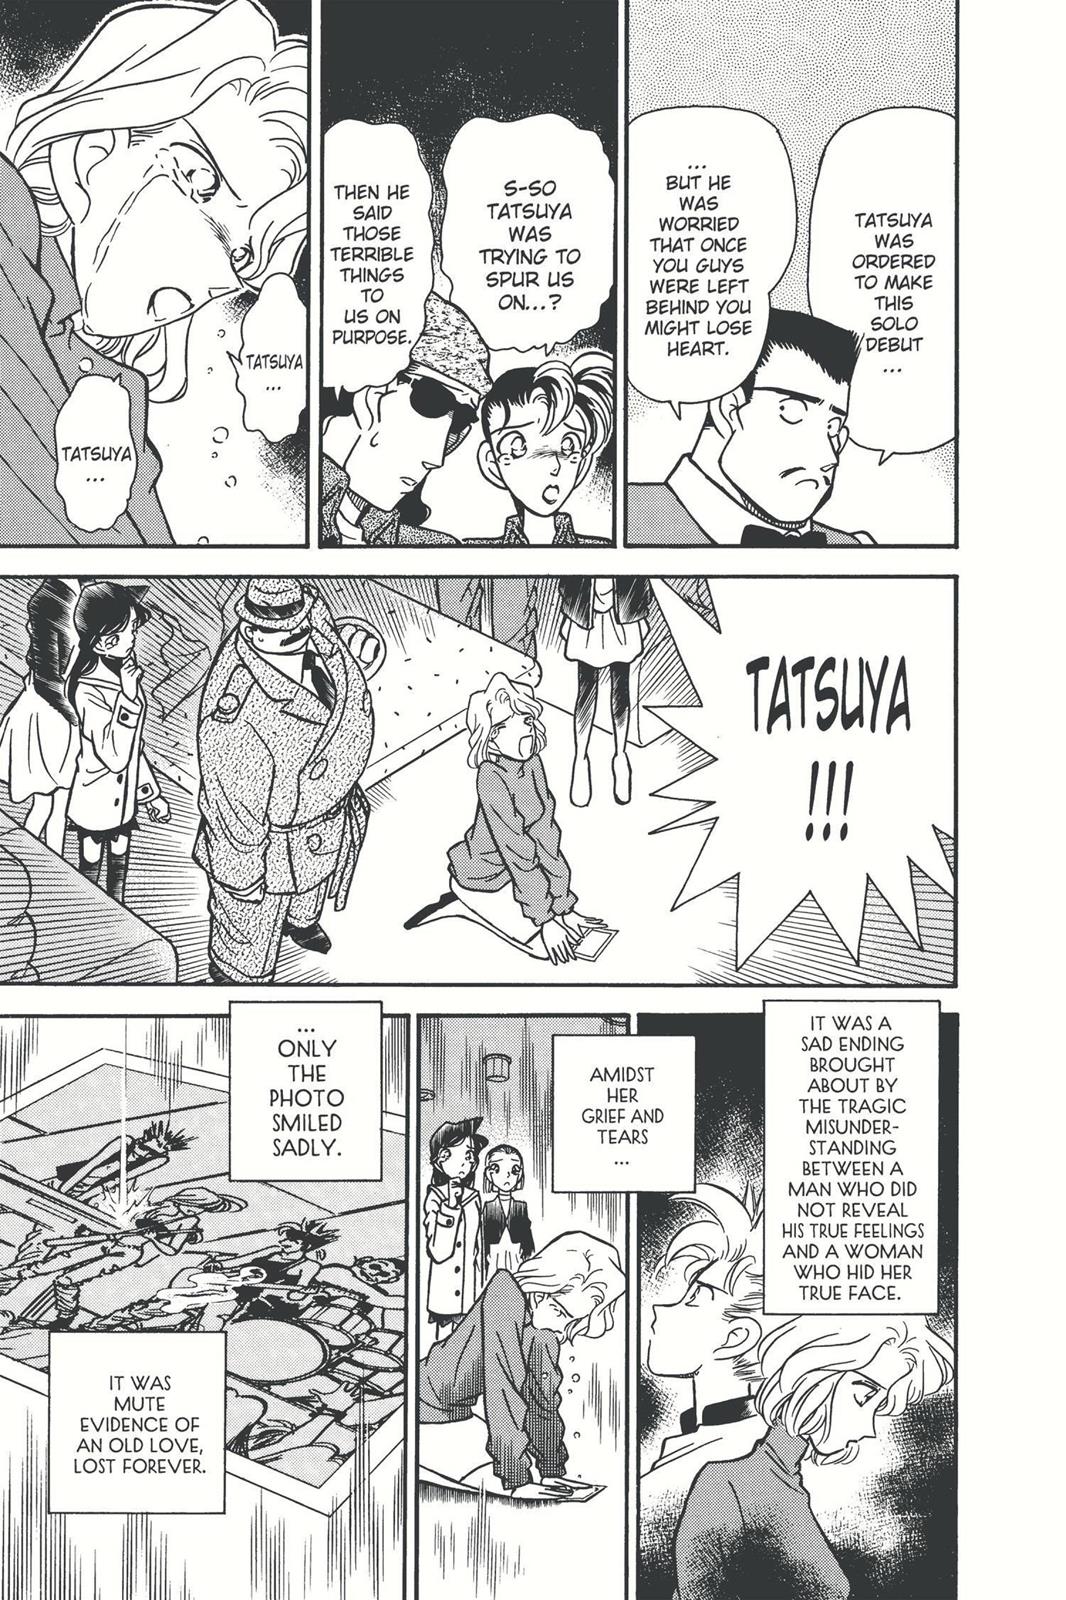 TATSUYA
WAS
ORDERED
TO MAKE
THIS
SOLO
DEBUT
...
...
BUT HE
WAS
WORRIED
THAT ONCE
YOU GUYS
WERE LEFT
BEHIND YOU
MIGHT LOSE
HEART.
S-SO
TATSUYA
WAS
TRYING TO
SPUR US
ON...?
THEN HE
SAID
THOSE
TERRIBLE
THINGS
TO
US ON
PURPOSE.
TATSUYA
...
TATSUYA
...
TATSUYA
!!!
IT WAS A
SAD ENDING
BROUGHT
ABOUT BY
THE TRAGIC
MISUNDER-
STANDING
BETWEEN A
MAN WHO DID
NOT REVEAL
HIS TRUE FEELINGS
AND A WOMAN
WHO HID HER
TRUE FACE.
AMIDST
HER
GRIEF AND
TEARS
...
...
ONLY
THE
PHOTO
SMILED
SADLY.
IT WAS
MUTE
EVIDENCE OF
AN OLD LOVE,
LOST FOREVER.